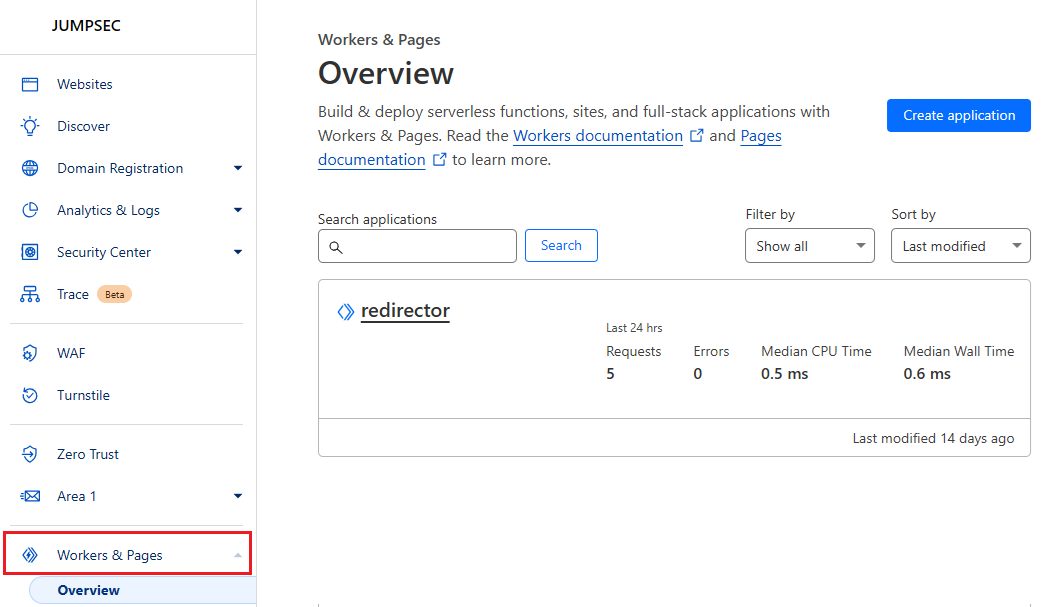 JUMPSEC
Websites
Discover
Domain Registration
Analytics & Logs
Security Center
Trace Beta
WAF
Turnstile
Zero Trust
Area 1
Workers & Pages
Overview
Workers & Pages
Overview
Build & deploy serverless functions, sites, and full-stack applications with
Workers & Pages. Read the Workers documentation and Pages
documentation to learn more.
Create application
Search applications
Search
Filter by
Show all
Sort by
Last modified
redirector
Last 24 hrs
Requests Errors Median CPU Time Median Wall Time
5 0 0.5 ms 0.6 ms
Last modified 14 days ago